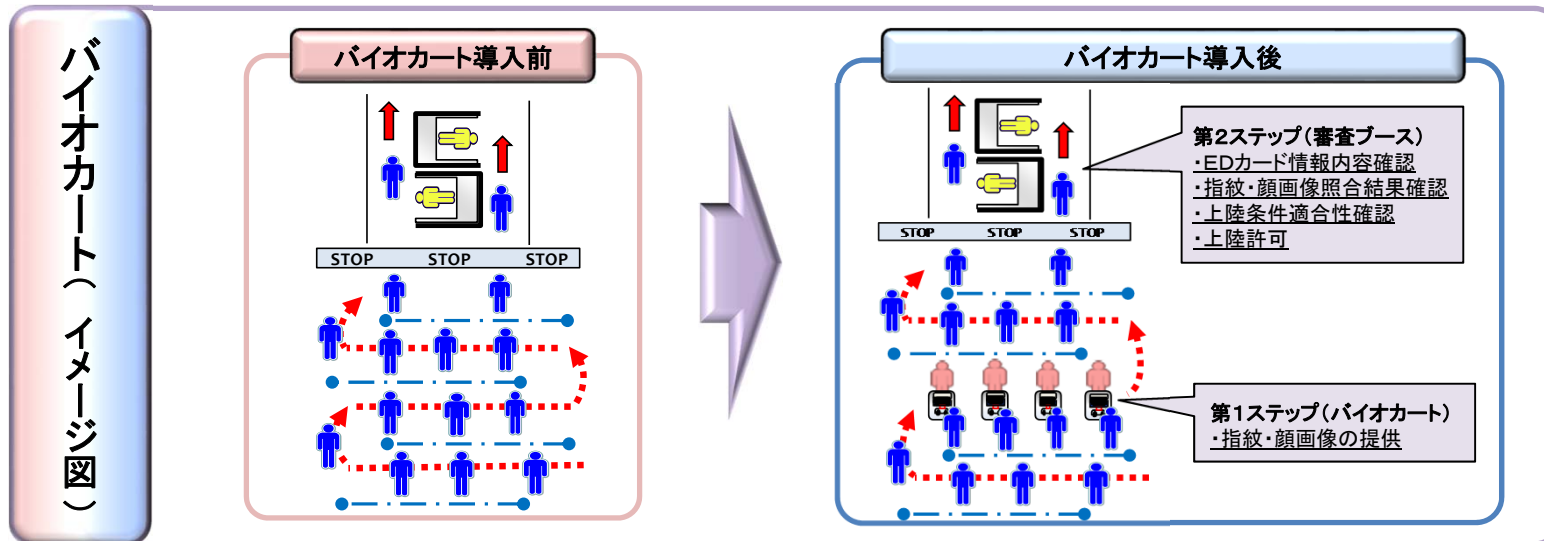 バイオカート（イメージ図）
バイオカート導入前
STOP STOP STOP
バイオカート導入後
第２ステップ（審査ブース）
・EDカード情報内容確認
・指紋・顔画像照合結果確認
・上陸条件適合性確認
・上陸許可
STOP STOP STOP
第１ステップ（バイオカート）
・指紋・顔画像の提供